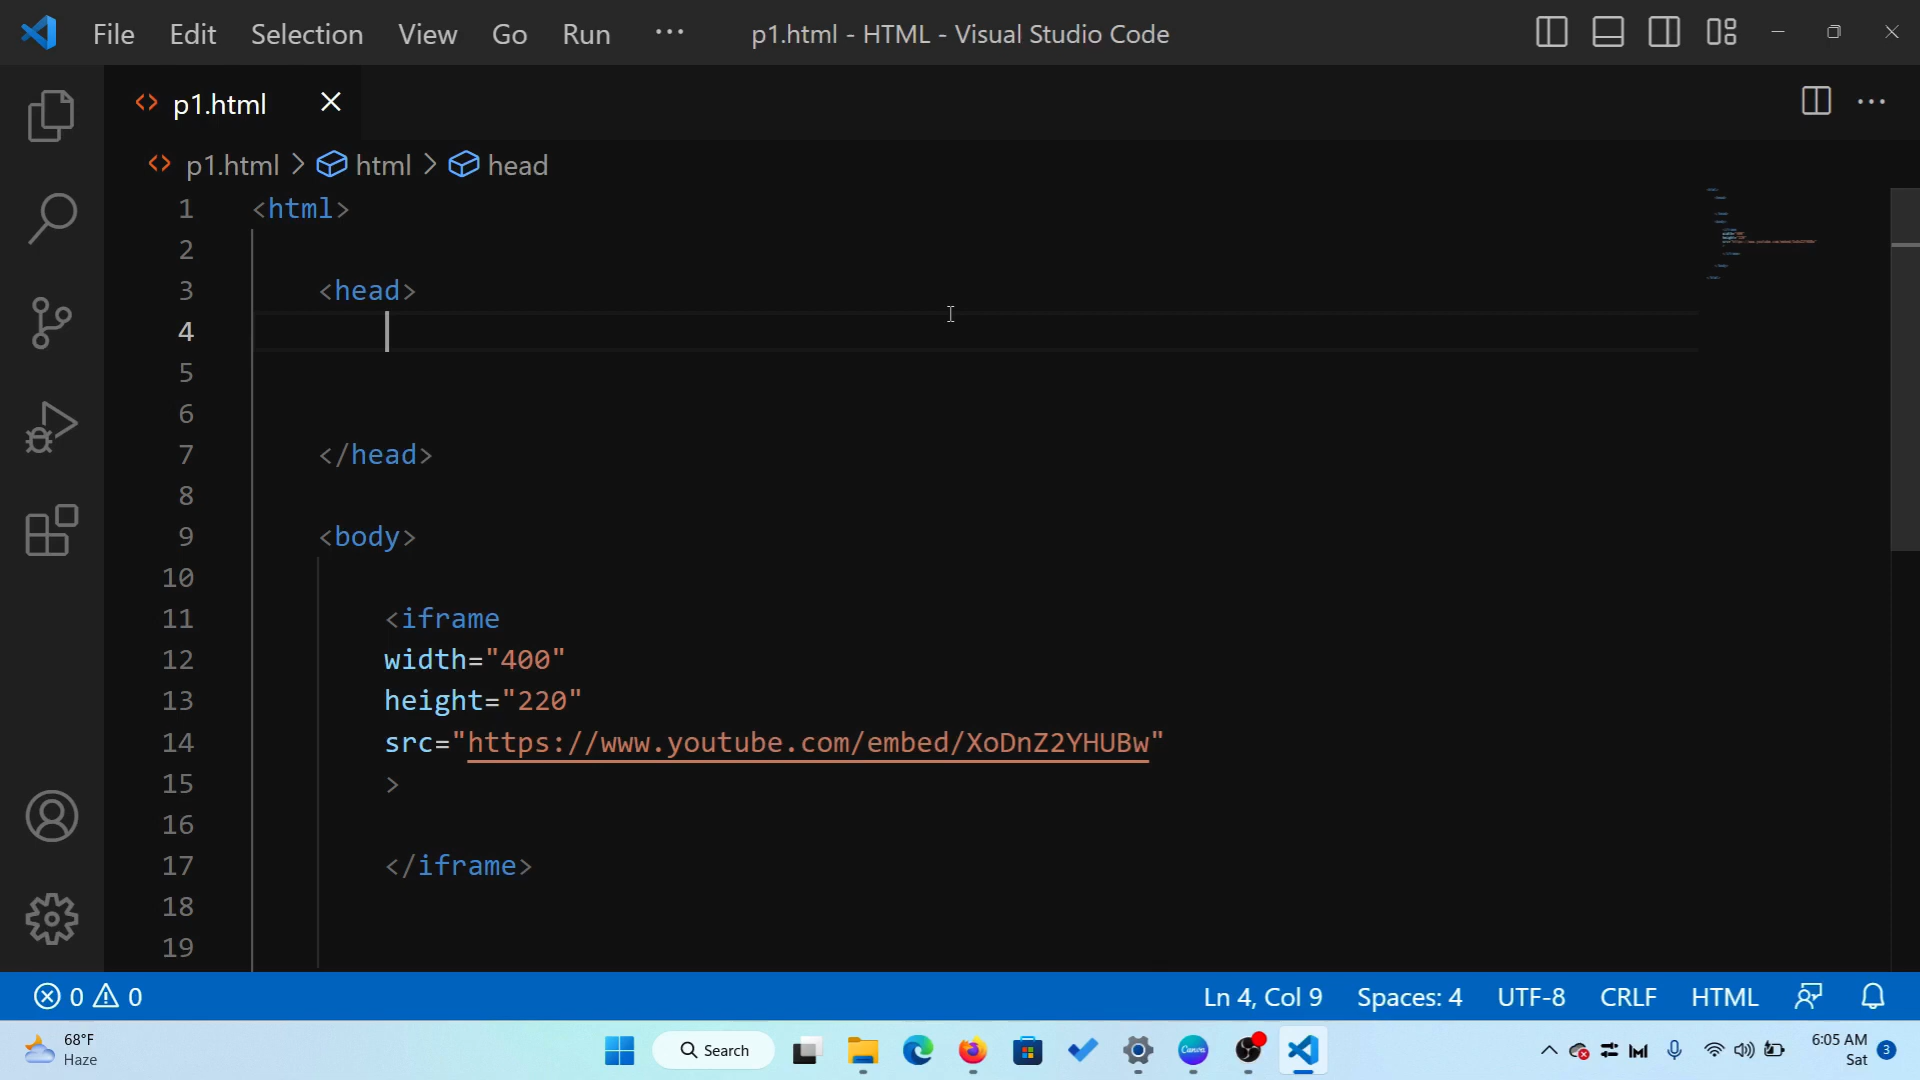 File Edit Selection View Go Run ··· p1.html - HTML - Visual Studio Code
p1.html
p1.html > html > head
1 <html>
2
3 <head>
4
5
6
7 </head>
8
9 <body>
10
11 <iframe
12 width="400"
13 height="220"
14 src="https://www.youtube.com/embed/XoDnZ2YHUBw"
15 >
16
17 </iframe>
18
19
0 0 Ln 4, Col 9 Spaces: 4 UTF-8 CRLF HTML
68°F
Haze
Search
Canva
6:05 AM
Sat
3